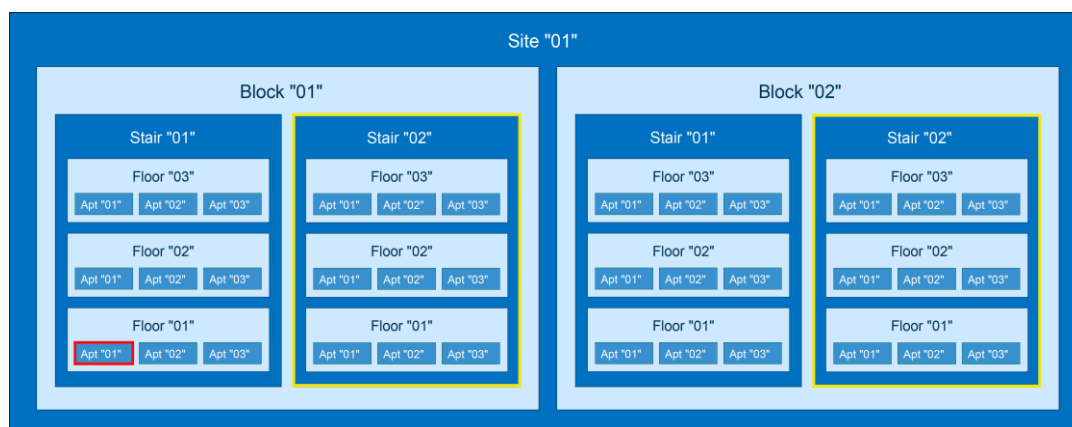 Site "01"
Block "01"
Stair "01"
Floor "03"
Apt "01" Apt "02" Apt "03"
Floor "02"
Apt "01" Apt "02" Apt "03"
Floor "01"
Apt "01" Apt "02" Apt "03"
Stair "02"
Floor "03"
Apt "01" Apt "02" Apt "03"
Floor "02"
Apt "01" Apt "02" Apt "03"
Floor "01"
Apt "01" Apt "02" Apt "03"
Block "02"
Stair "01"
Floor "03"
Apt "01" Apt "02" Apt "03"
Floor "02"
Apt "01" Apt "02" Apt "03"
Floor "01"
Apt "01" Apt "02" Apt "03"
Stair "02"
Floor "03"
Apt "01" Apt "02" Apt "03"
Floor "02"
Apt "01" Apt "02" Apt "03"
Floor "01"
Apt "01" Apt "02" Apt "03"